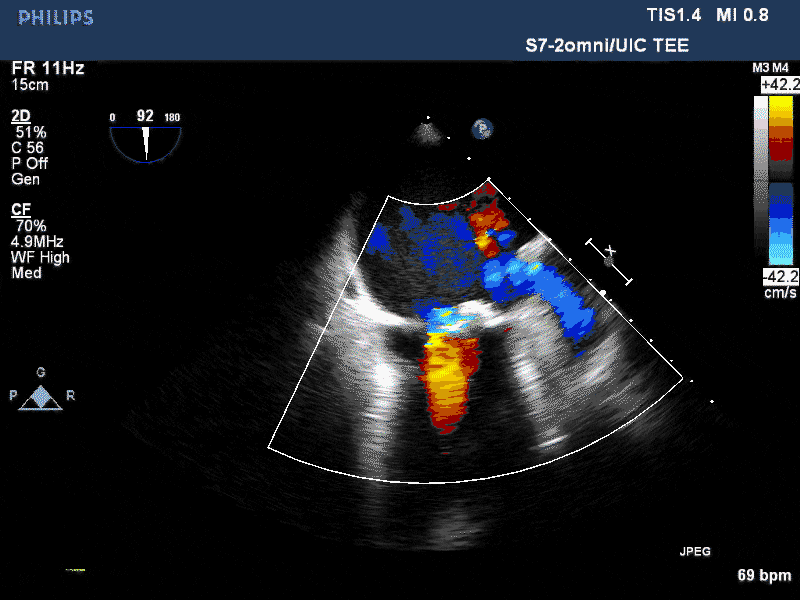 PHILIPS
TIS1.4 MI 0.8
S7-2omni/UIC TEE
FR 11Hz
15cm
M3 M4
+42.2
2D
51%
C 56
P Off
Gen
0 92 180
P
CF
70%
4.9MHz
WF High
Med
X
-42.2
cm/s
G
P R
JPEG
69 bpm